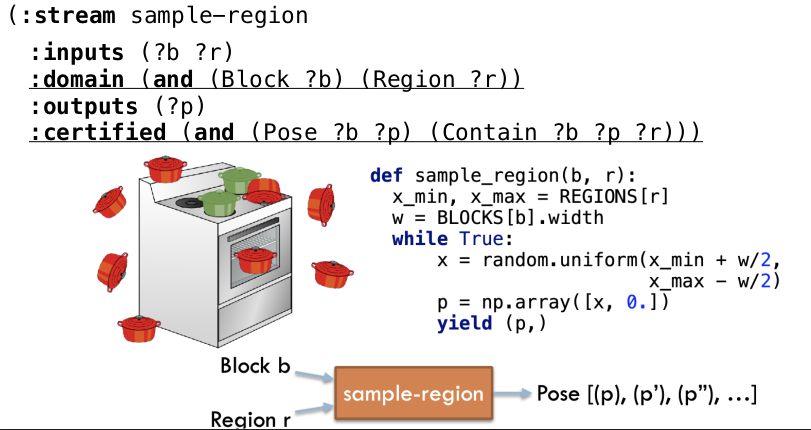 (:stream sample-region
:inputs (?b ?r)
:domain (and (Block ?b) (Region ?r))
:outputs (?p)
:certified (and (Pose ?b ?p) (Contain ?b ?p ?r)))
def sample_region(b, r):
x_min, x_max = REGIONS[r]
w = BLOCKS[b].width
while True:
x = random.uniform(x_min + w/2,
x_max - w/2)
p = np.array([x, 0.])
yield (p,)
Block b
Region r
sample-region
Pose [(p), (p’), (p”), …]